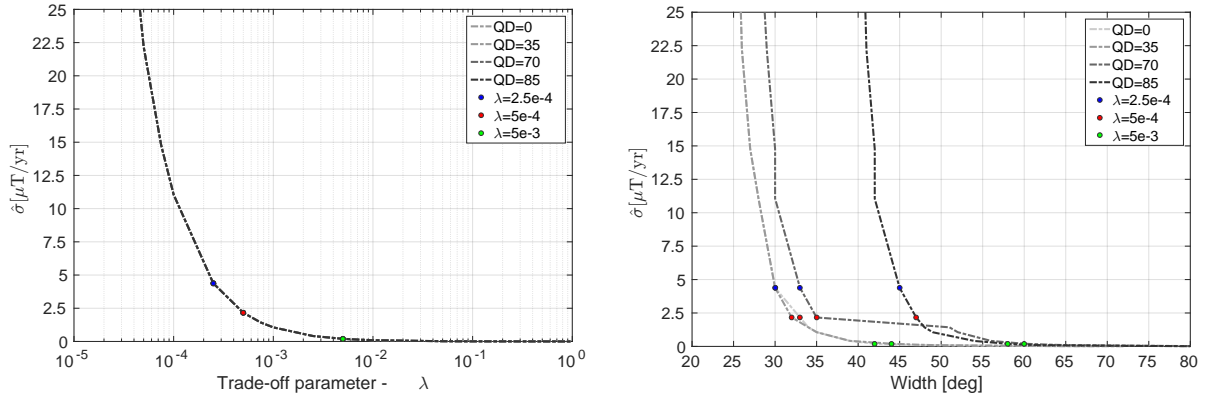 25
22.5
20
17.5
15
12.5
10
7.5
5
2.5
0
σ̂ [μT/yr]
10^-5
10^-4
10^-3
10^-2
10^-1
10^0
Trade-off parameter - λ
QD=0
QD=35
QD=70
QD=85
λ=2.5e-4
λ=5e-4
λ=5e-3
25
22.5
20
17.5
15
12.5
10
7.5
5
2.5
0
σ̂ [μT/yr]
20 25 30 35 40 45 50 55 60 65 70 75 80
Width [deg]
QD=0
QD=35
QD=70
QD=85
λ=2.5e-4
λ=5e-4
λ=5e-3